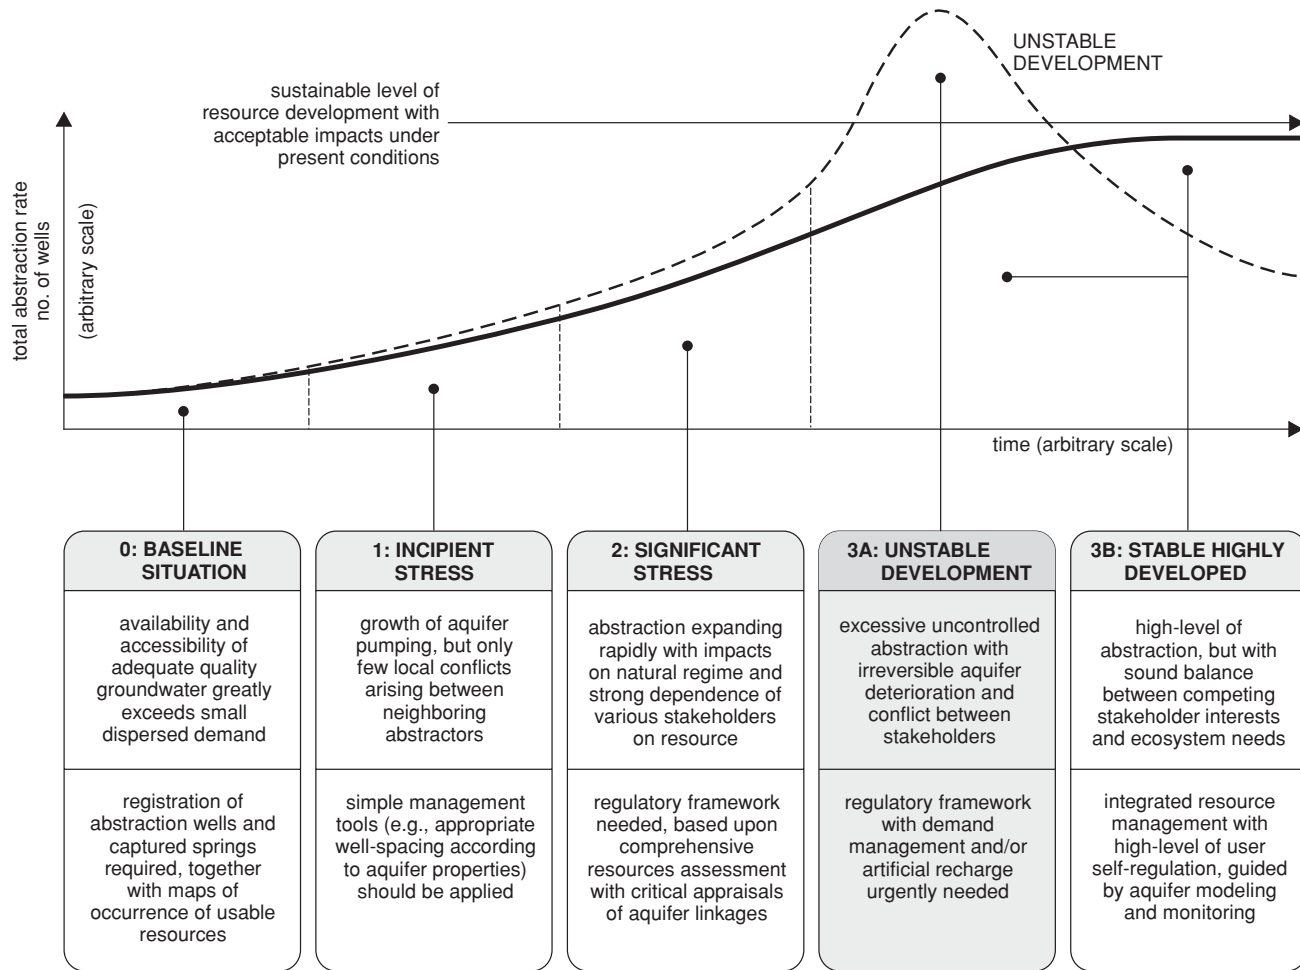 UNSTABLE
DEVELOPMENT
sustainable level of
resource development with
acceptable impacts under
present conditions
total abstraction rate
no. of wells
(arbitrary scale)
time (arbitrary scale)
0: BASELINE
SITUATION
availability and
accessibility of
adequate quality
groundwater greatly
exceeds small
dispersed demand
registration of
abstraction wells and
captured springs
required, together
with maps of
occurrence of usable
resources
1: INCIPIENT
STRESS
growth of aquifer
pumping, but only
few local conflicts
arising between
neighboring
abstractors
simple management
tools (e.g., appropriate
well-spacing according
to aquifer properties)
should be applied
2: SIGNIFICANT
STRESS
abstraction expanding
rapidly with impacts
on natural regime and
strong dependence of
various stakeholders
on resource
regulatory framework
needed, based upon
comprehensive
resources assessment
with critical appraisals
of aquifer linkages
3A: UNSTABLE
DEVELOPMENT
excessive uncontrolled
abstraction with
irreversible aquifer
deterioration and
conflict between
stakeholders
regulatory framework
with demand
management and/or
artificial recharge
urgently needed
3B: STABLE HIGHLY
DEVELOPED
high-level of
abstraction, but with
sound balance
between competing
stakeholder interests
and ecosystem needs
integrated resource
management with
high-level of user
self-regulation, guided
by aquifer modeling
and monitoring